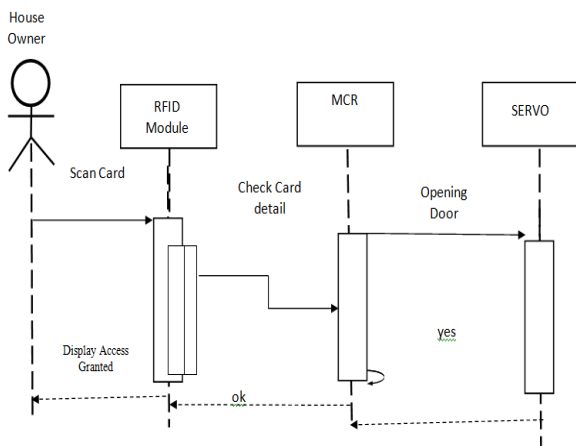 House
Owner
RFID
Module
MCR
SERVO
Scan Card
Check Card
detail
Opening
Door
yes
Display Access
Granted
ok